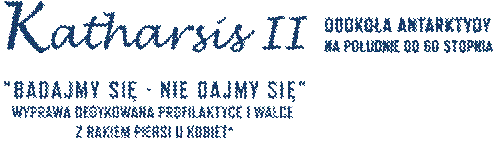 Katharsis II
DOOKOŁA ANTARKTYDY
NA POŁUDNIE OD 60 STOPNIA
"BADAJMY SIĘ - NIE DAJMY SIĘ"
WYPRAWA DEDYKOWANA PROFILAKTYCE I WALCE
Z RAKIEM PIERSI U KOBIET"